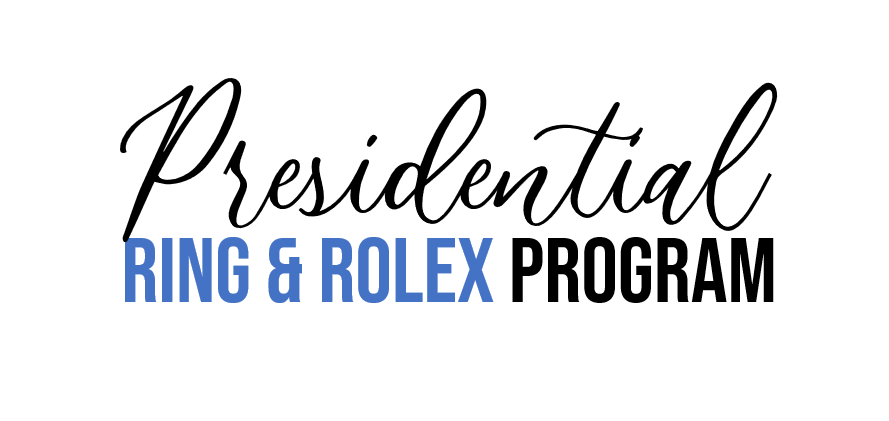 Presidential
RING & ROLEX PROGRAM